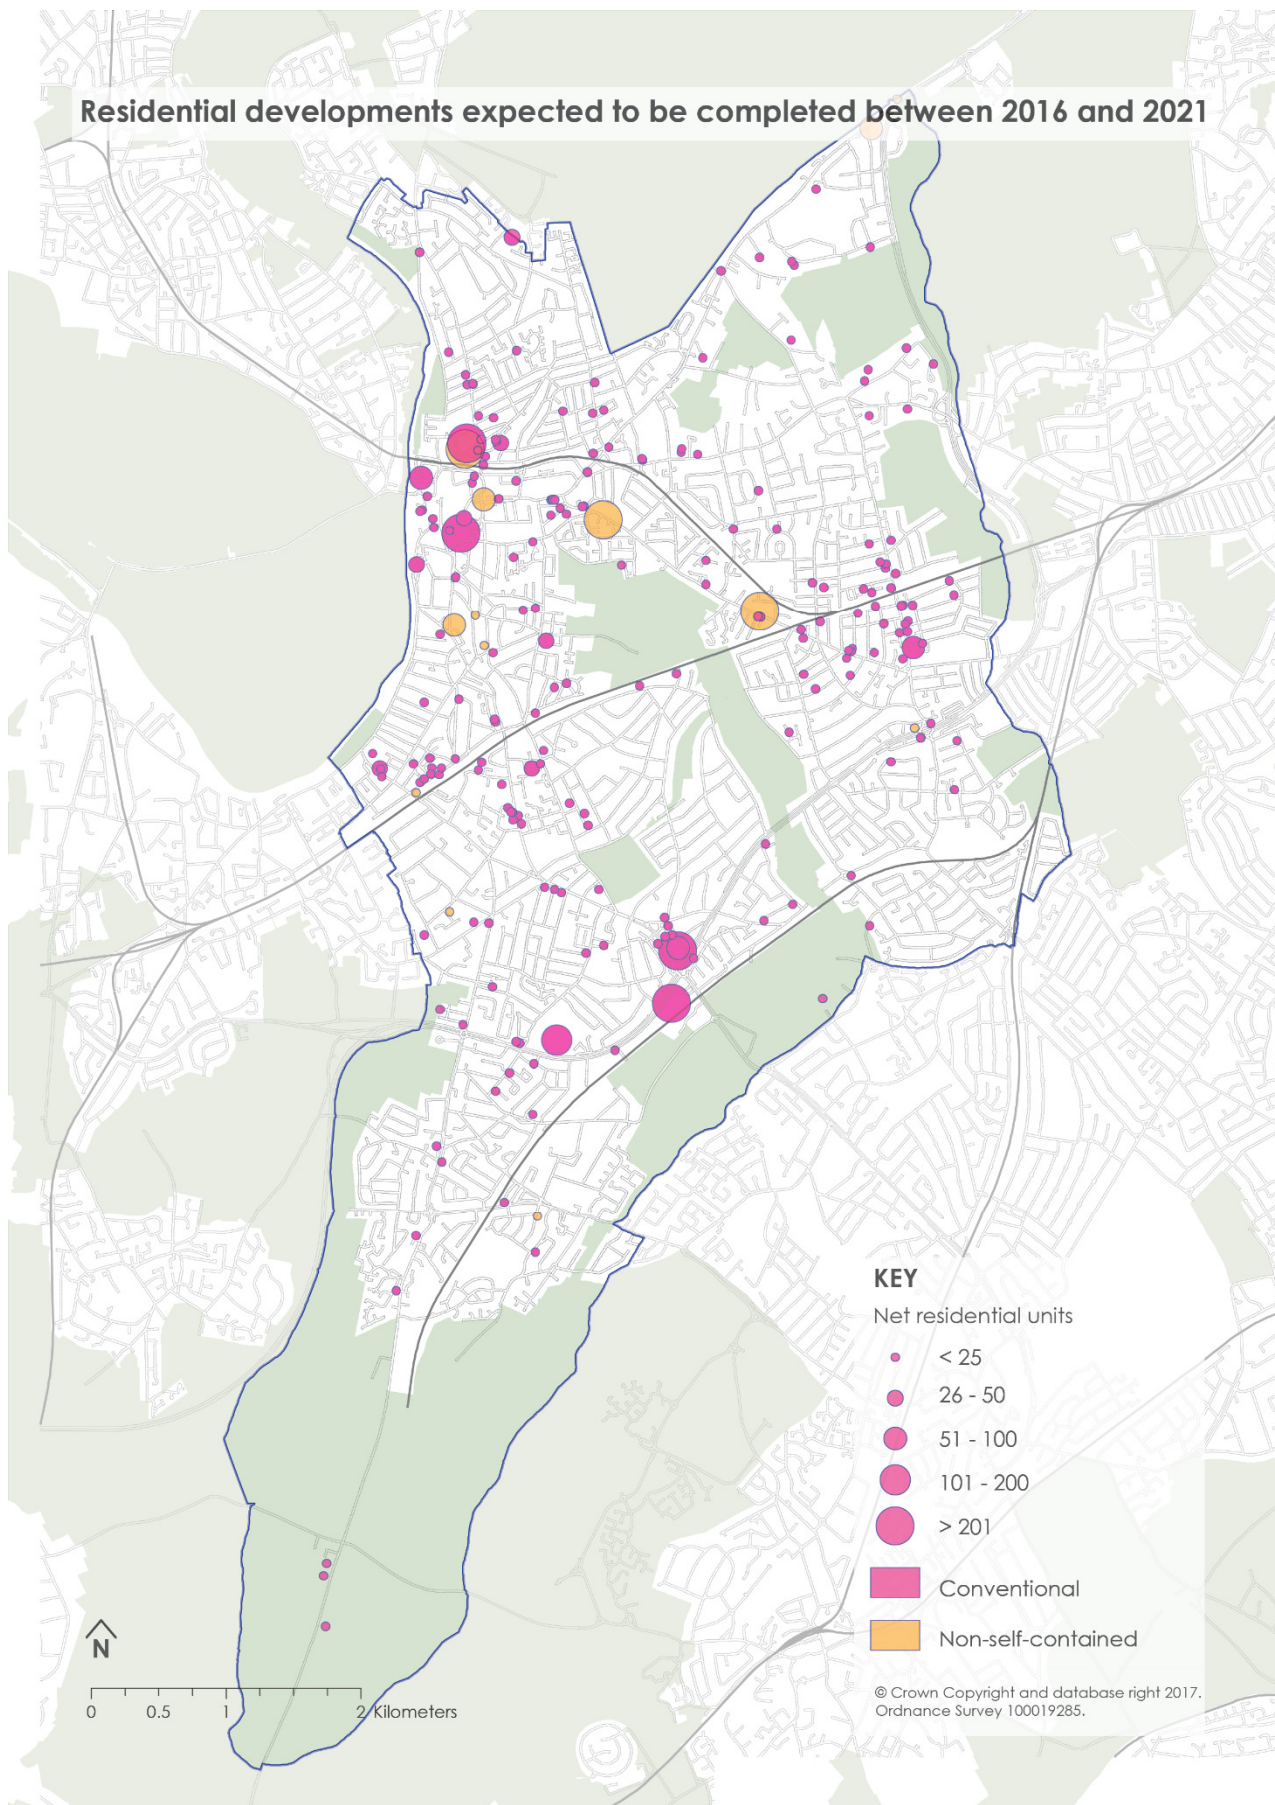 Residential developments expected to be completed between 2016 and 2021
KEY
Net residential units
< 25
26 - 50
51 - 100
101 - 200
> 201
Conventional
Non-self-contained
N
0 0.5 1 2 Kilometers
© Crown Copyright and database right 2017.
Ordnance Survey 100019285.